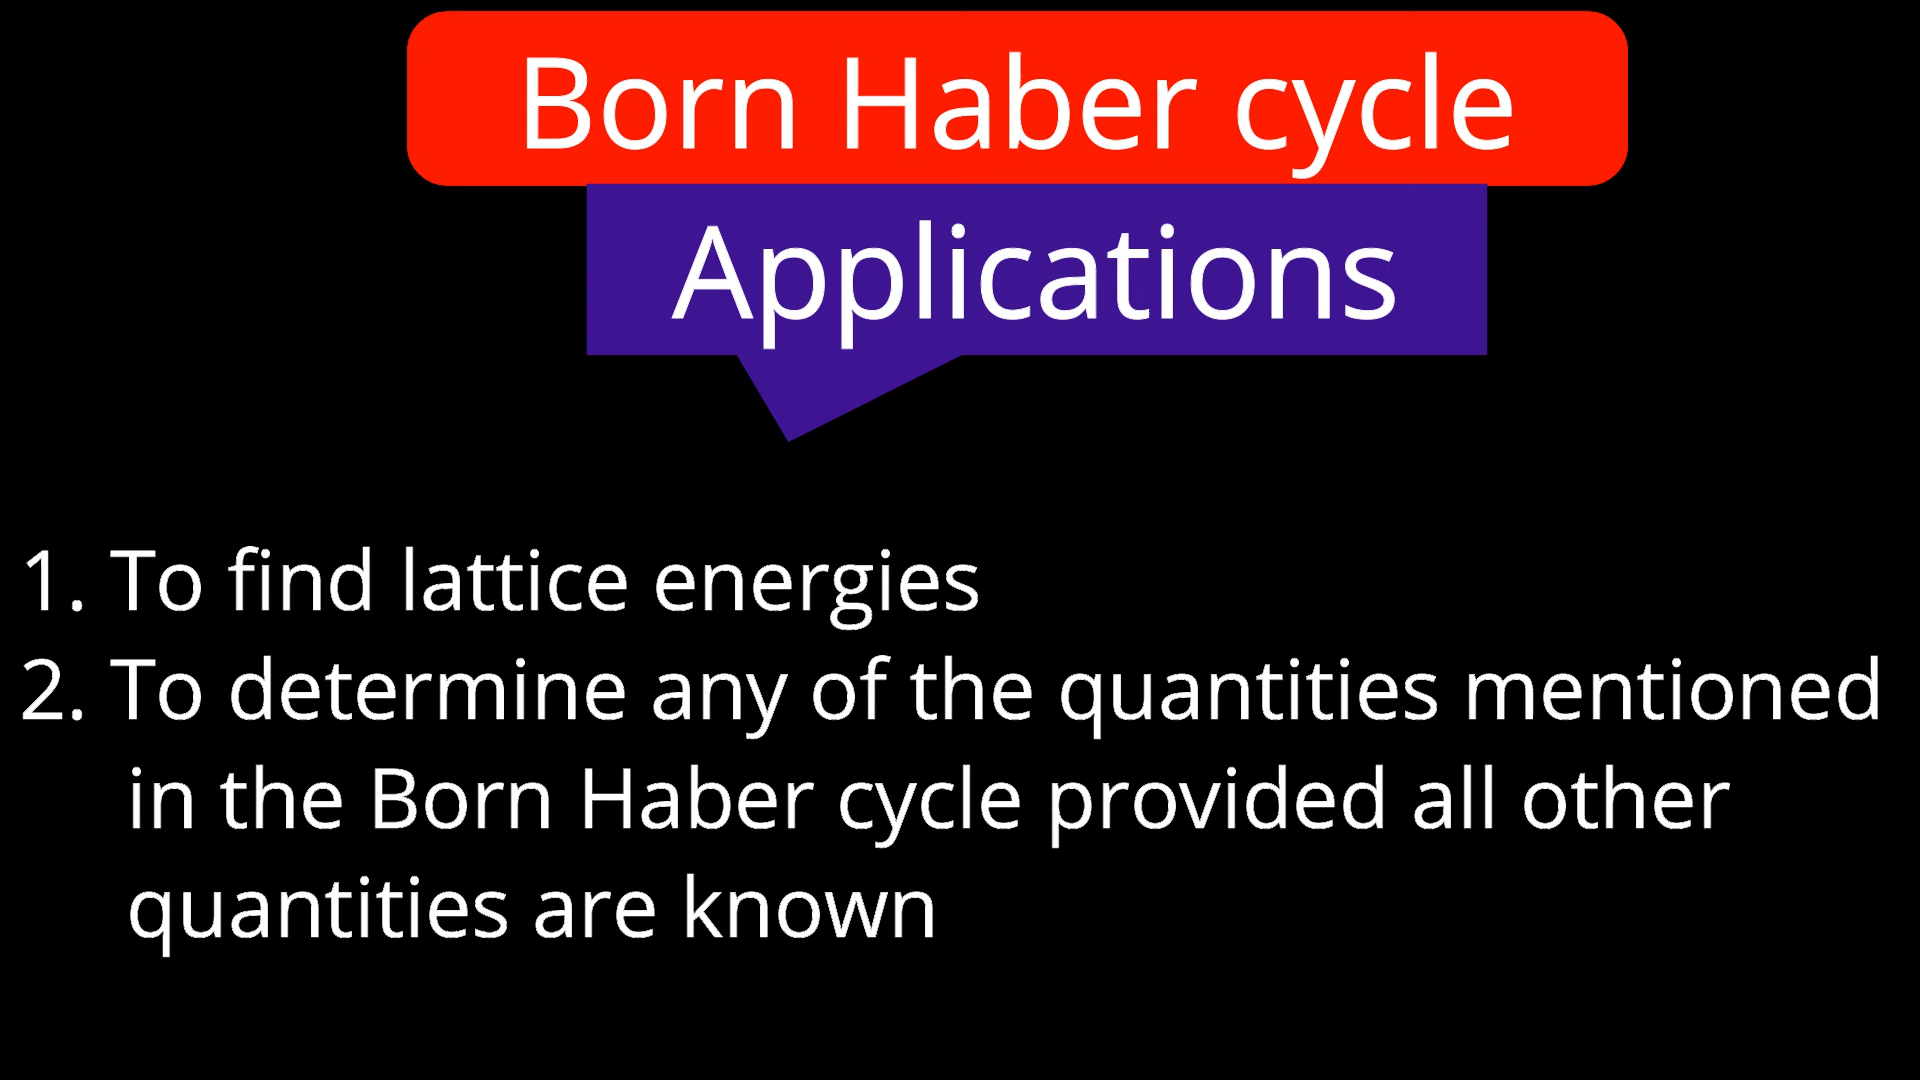 Born Haber cycle
Applications
1. To find lattice energies
2. To determine any of the quantities mentioned
in the Born Haber cycle provided all other
quantities are known